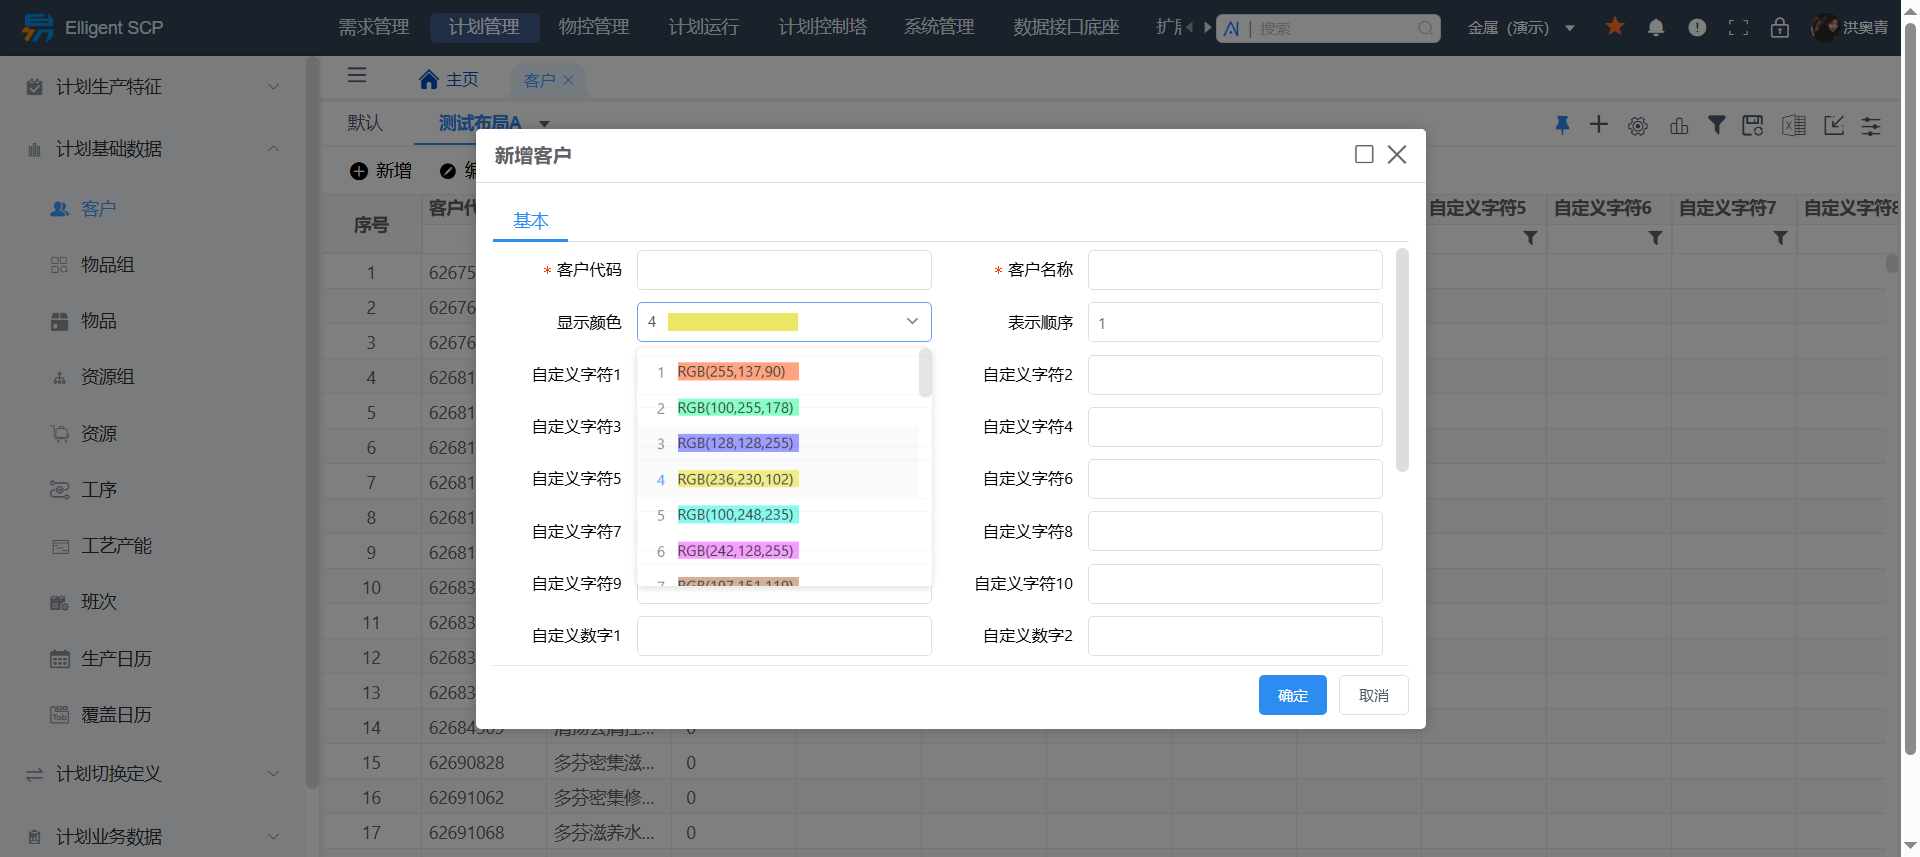 Elligent SCP
需求管理 计划管理 物控管理 计划运行 计划控制塔 系统管理 数据接口底座
AI | 搜索
金属 (演示)
洪奥青
计划生产特征
计划基础数据
客户
物品组
物品
资源组
资源
工序
工艺产能
班次
生产日历
Tab 覆盖日历
计划切换定义
计划业务数据
主页 客户
默认 测试布局A
新增
序号 自定义字符5 自定义字符6 自定义字符7 自定义字符8
1 62675
2 62676
3 62676
4 62681
5 62681
6 62681
7 62681
8 62681
9 62681
10 62683
11 62683
12 62683
13 62683
14
15 62690828 多芬密集滋... 0
16 62691062 多芬密集修... 0
17 62691068 多芬滋养水... 0
新增客户
基本
* 客户代码
* 客户名称
显示颜色 4
表示顺序 1
1 RGB(255,137,90)
2 RGB(100,255,178)
3 RGB(128,128,255)
4 RGB(236,230,102)
5 RGB(100,248,235)
6 RGB(242,128,255)
7 RGB(197,151,119)
自定义字符1 自定义字符2
自定义字符3 自定义字符4
自定义字符5 自定义字符6
自定义字符7 自定义字符8
自定义字符9 自定义字符10
自定义数字1 自定义数字2
确定 取消